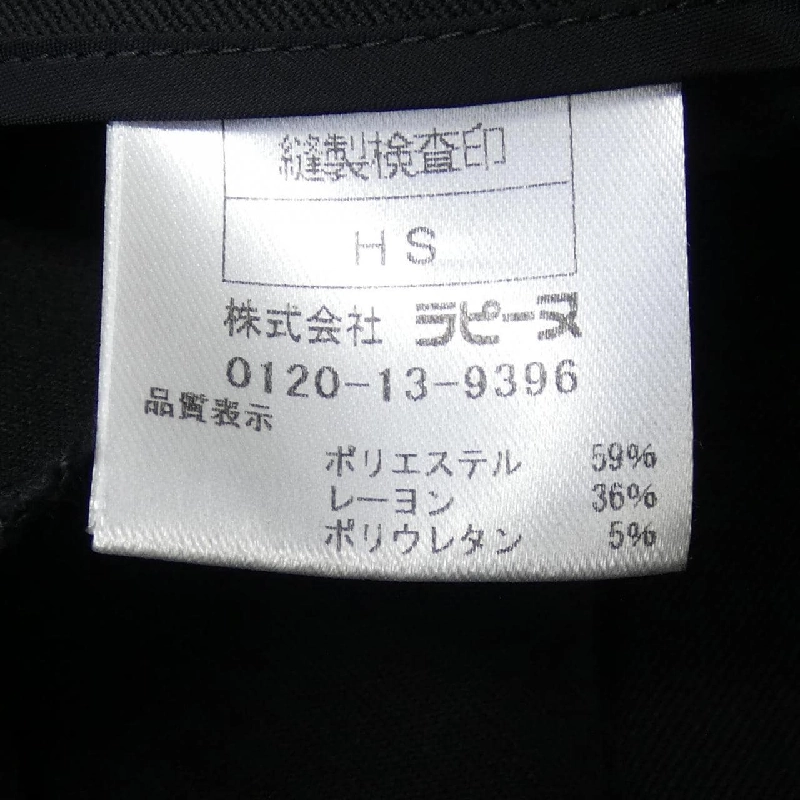 縫製検査印
HS
株式会社 ラピーヌ
0120-13-9396
品質表示
ポリエステル 59%
レーヨン 36%
ポリウレタン 5%